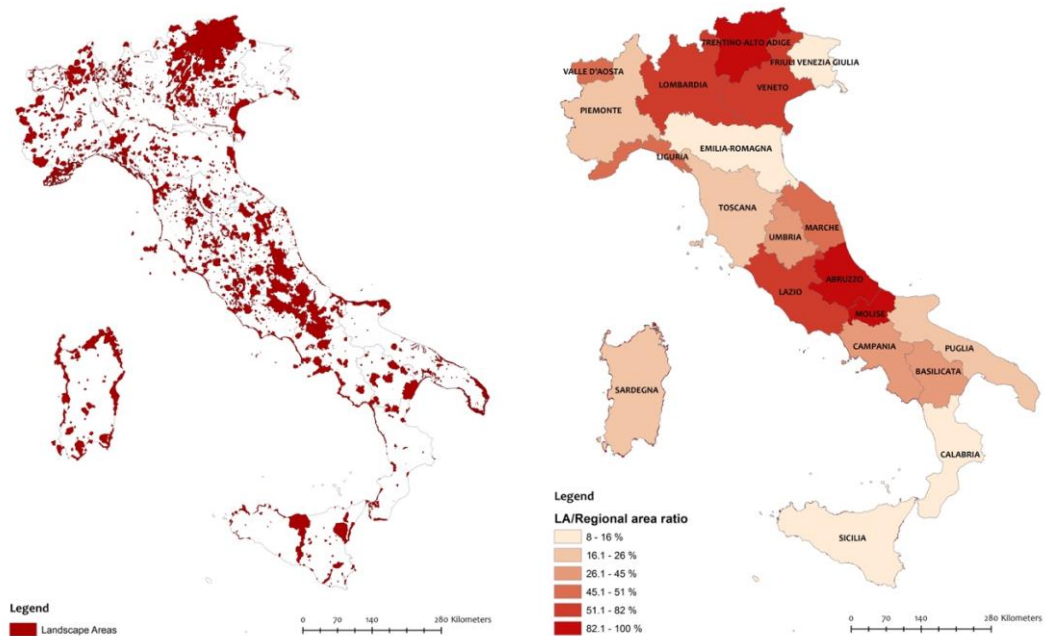 Legend
Landscape Areas
0 70 140 280 Kilometers
TRENTINO-ALTO ADIGE
FRIULI VENEZIA GIULIA
VALLE D'AOSTA
LOMBARDIA
VENETO
PIEMONTE
EMILIA-ROMAGNA
LIGURIA
TOSCANA
MARCHE
UMBRIA
ABRUZZO
LAZIO
MOLISE
CAMPANIA
PUGLIA
BASILICATA
SARDEGNA
CALABRIA
SICILIA
Legend
LA/Regional area ratio
8 - 16 %
16.1 - 26 %
26.1 - 45 %
45.1 - 51 %
51.1 - 82 %
82.1 - 100 %
0 70 140 280 Kilometers